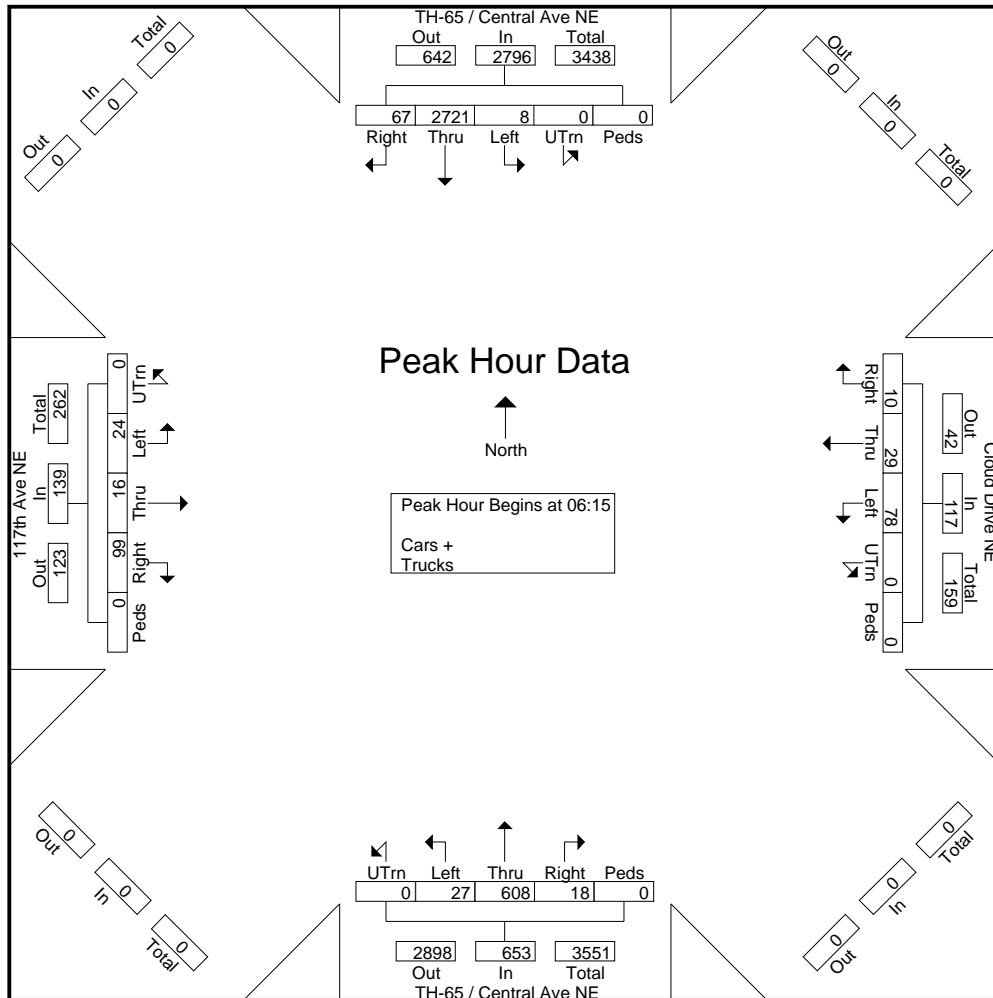 TH-65 / Central Ave NE
Out In Total
642 2796 3438
67 2721 8 0 0
Right Thru Left UTrn Peds
Total
0
In
0
Out
0
Out
0
In
0
Total
0
Peak Hour Data
North
Peak Hour Begins at 06:15
Cars +
Trucks
117th Ave NE
Total In Out
262 139 123
0 24 16 99 0
UTrn Left Thru Right Peds
Cloud Drive NE
Out In Total
42 117 159
10 29 78 0 0
Right Thru Left UTrn Peds
0
Out
0
In
0
Total
0
Total
0
In
0
Out
UTrn Left Thru Right Peds
0 27 608 18 0
2898 653 3551
Out In Total
TH-65 / Central Ave NE